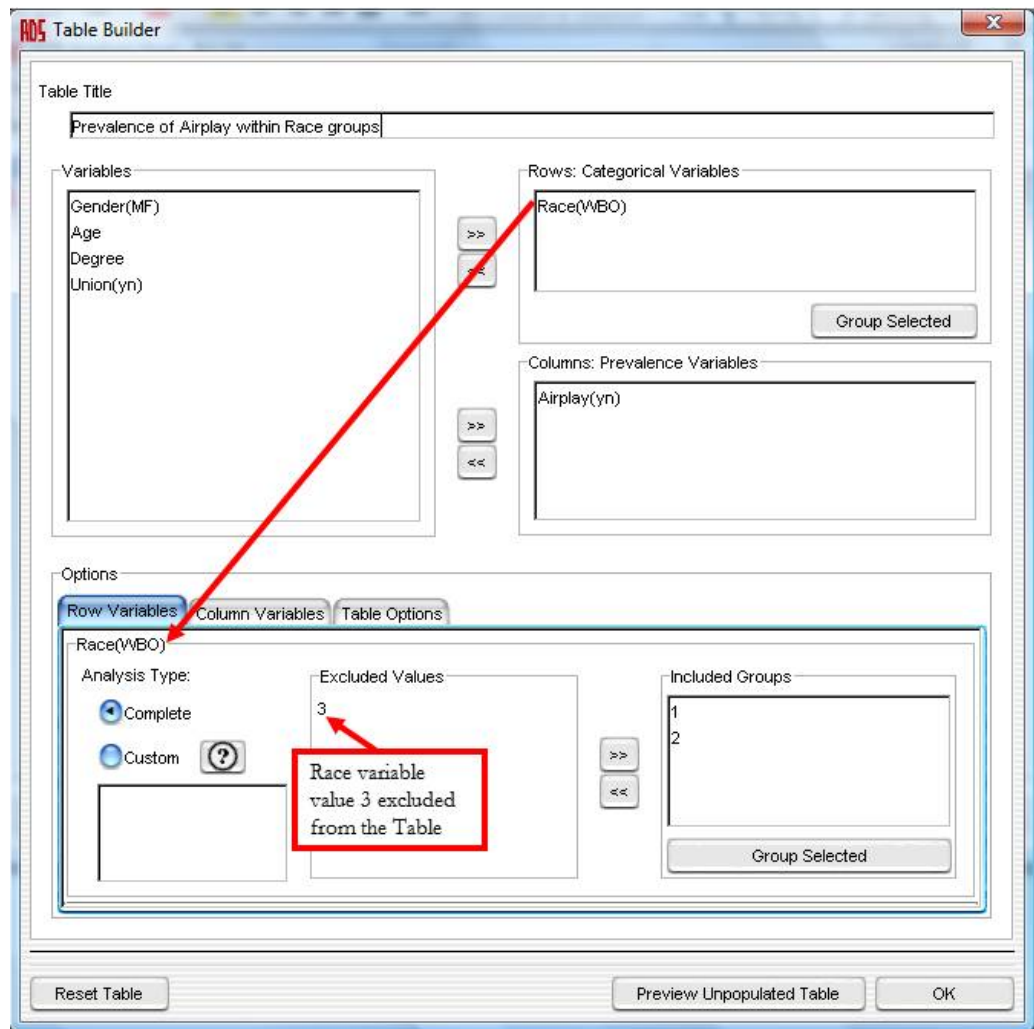 RDS Table Builder
X
Table Title
Prevalence of Airplay within Race groups
Variables
Gender(MF)
Age
Degree
Union(yn)
>>
<<
>>
<<
Rows: Categorical Variables
Race(WBO)
Group Selected
Columns: Prevalence Variables
Airplay(yn)
Options
Row Variables Column Variables Table Options
Race(WBO)
Analysis Type:
Complete
Custom ?
Excluded Values
3
Race variable
value 3 excluded
from the Table
>>
<<
Included Groups
1
2
Group Selected
Reset Table Preview Unpopulated Table OK